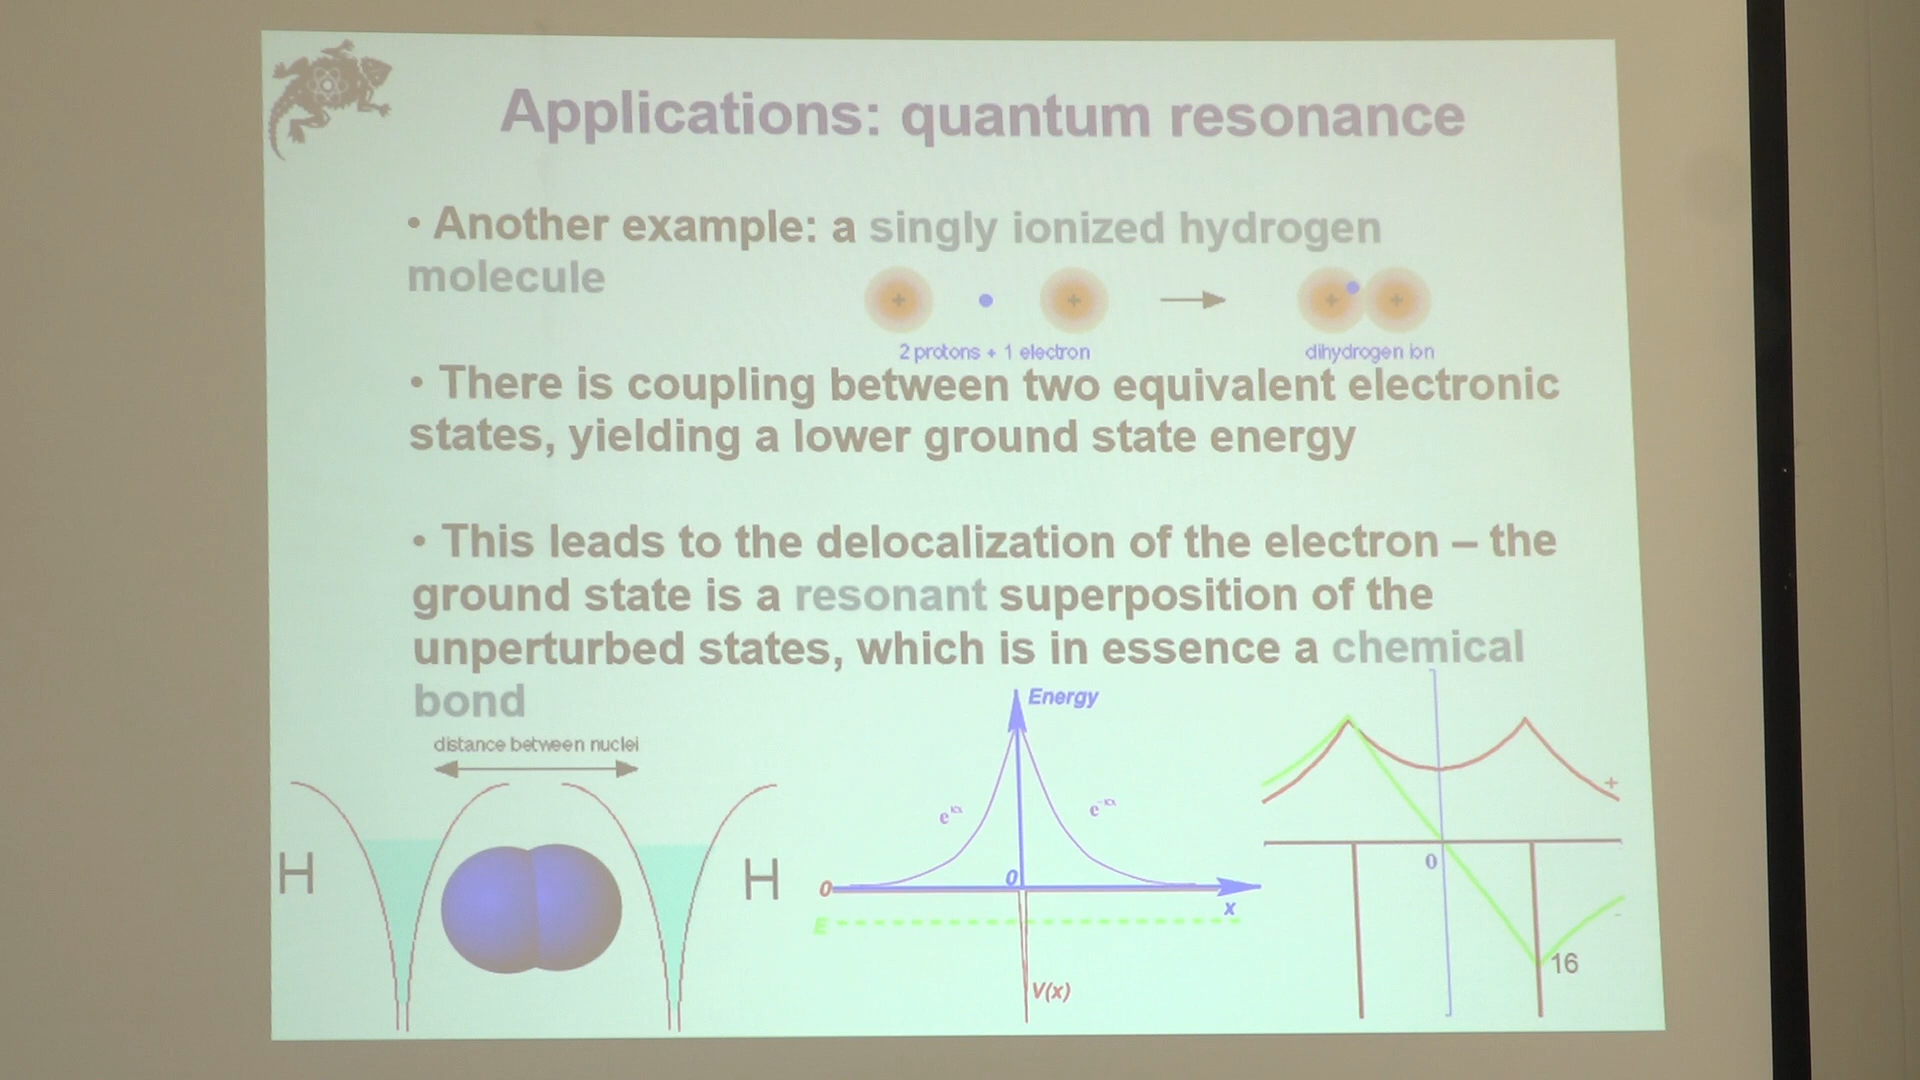 Applications: quantum resonance
• Another example: a singly ionized hydrogen
molecule
+ + + +
2 protons + 1 electron
dihydrogen ion
• There is coupling between two equivalent electronic
states, yielding a lower ground state energy
• This leads to the delocalization of the electron – the
ground state is a resonant superposition of the
unperturbed states, which is in essence a chemical
bond
distance between nuclei
H
H
Energy
e^κx
e^-κx
0
0
x
E
V(x)
+
0
-
16